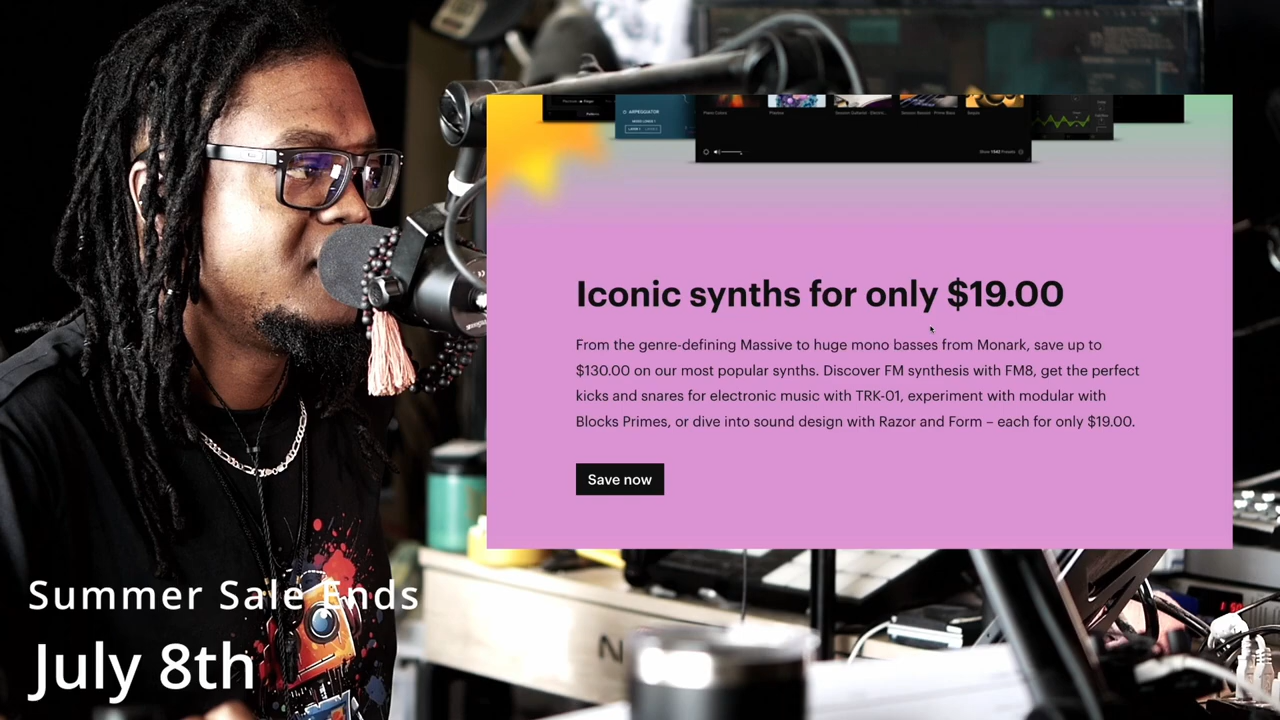 ARPEGGIATOR
Iconic synths for only $19.00
From the genre-defining Massive to huge mono basses from Monark, save up to
$130.00 on our most popular synths. Discover FM synthesis with FM8, get the perfect
kicks and snares for electronic music with TRK-01, experiment with modular with
Blocks Primes, or dive into sound design with Razor and Form – each for only $19.00.
Save now
Summer Sale Ends
July 8th